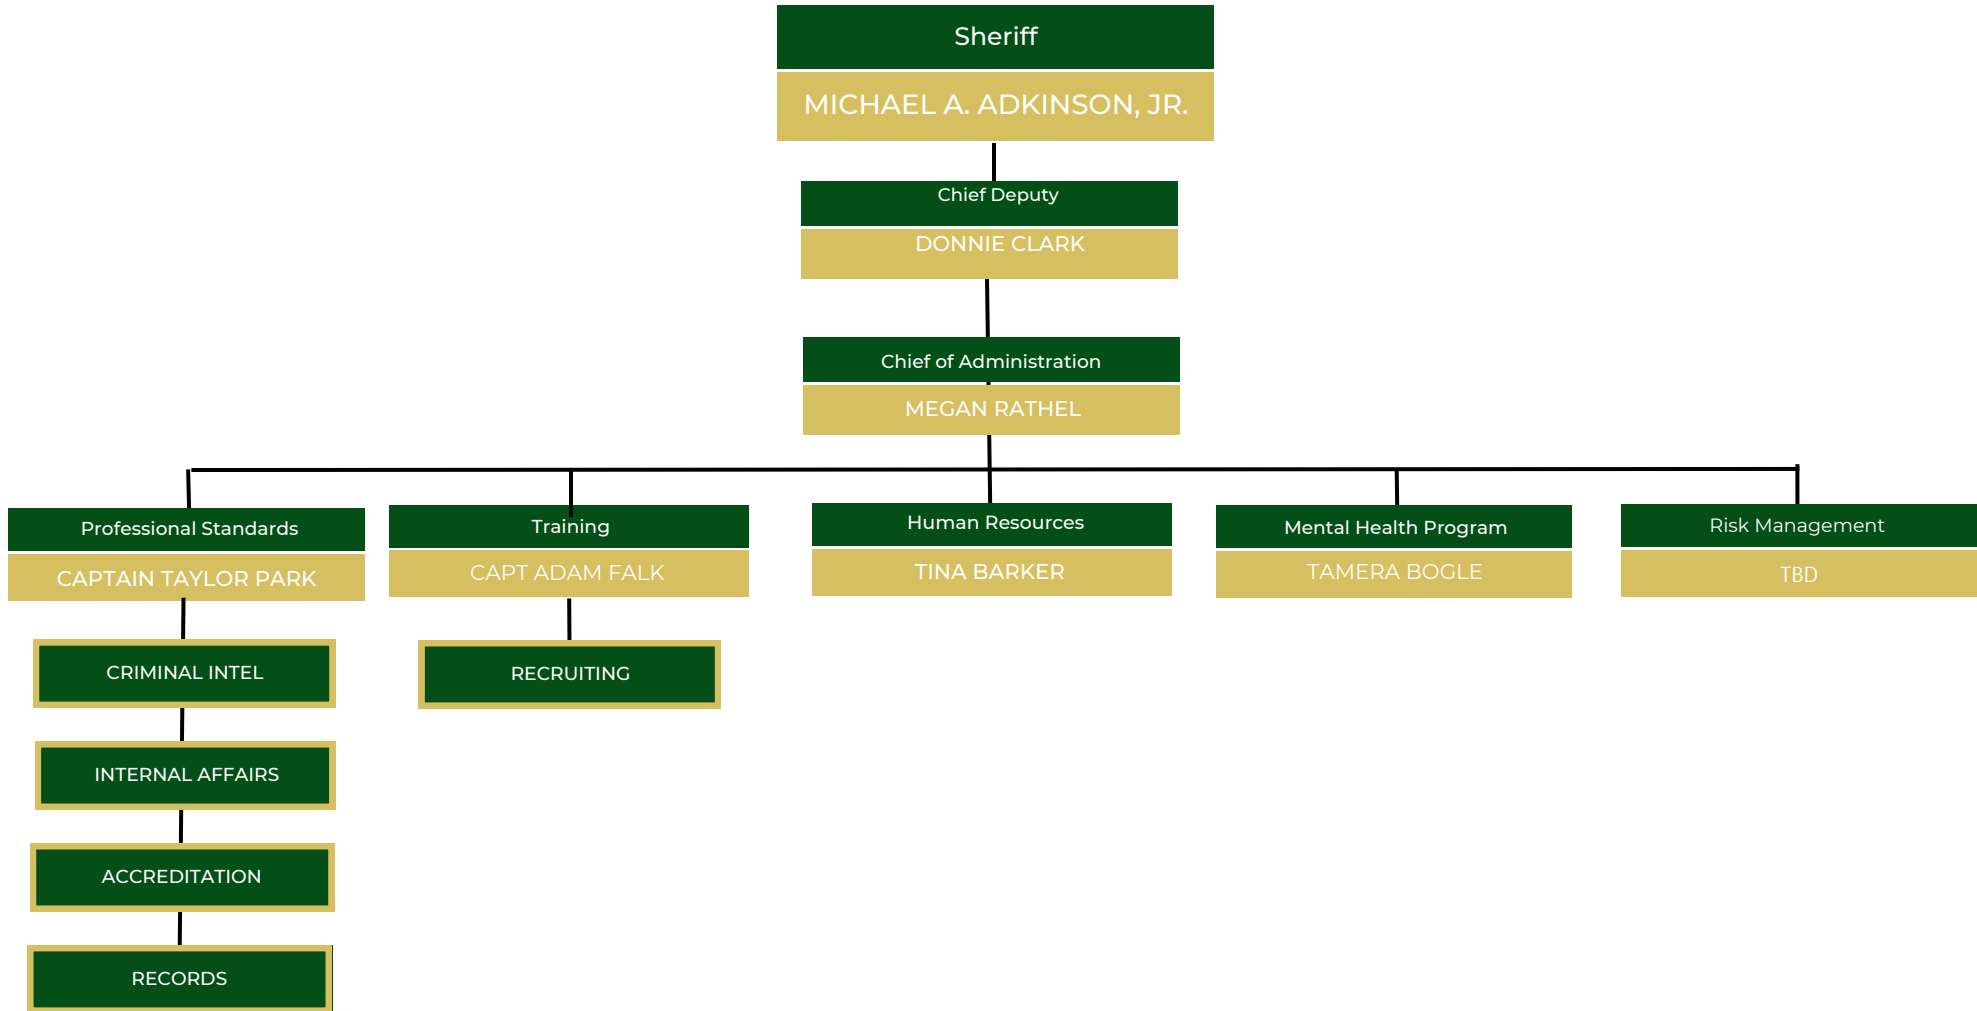 Sheriff
MICHAEL A. ADKINSON, JR.
Chief Deputy
DONNIE CLARK
Chief of Administration
MEGAN RATHEL
Professional Standards
CAPTAIN TAYLOR PARK
CRIMINAL INTEL
INTERNAL AFFAIRS
ACCREDITATION
RECORDS
Training
CAPT ADAM FALK
RECRUITING
Human Resources
TINA BARKER
Mental Health Program
TAMERA BOGLE
Risk Management
TBD